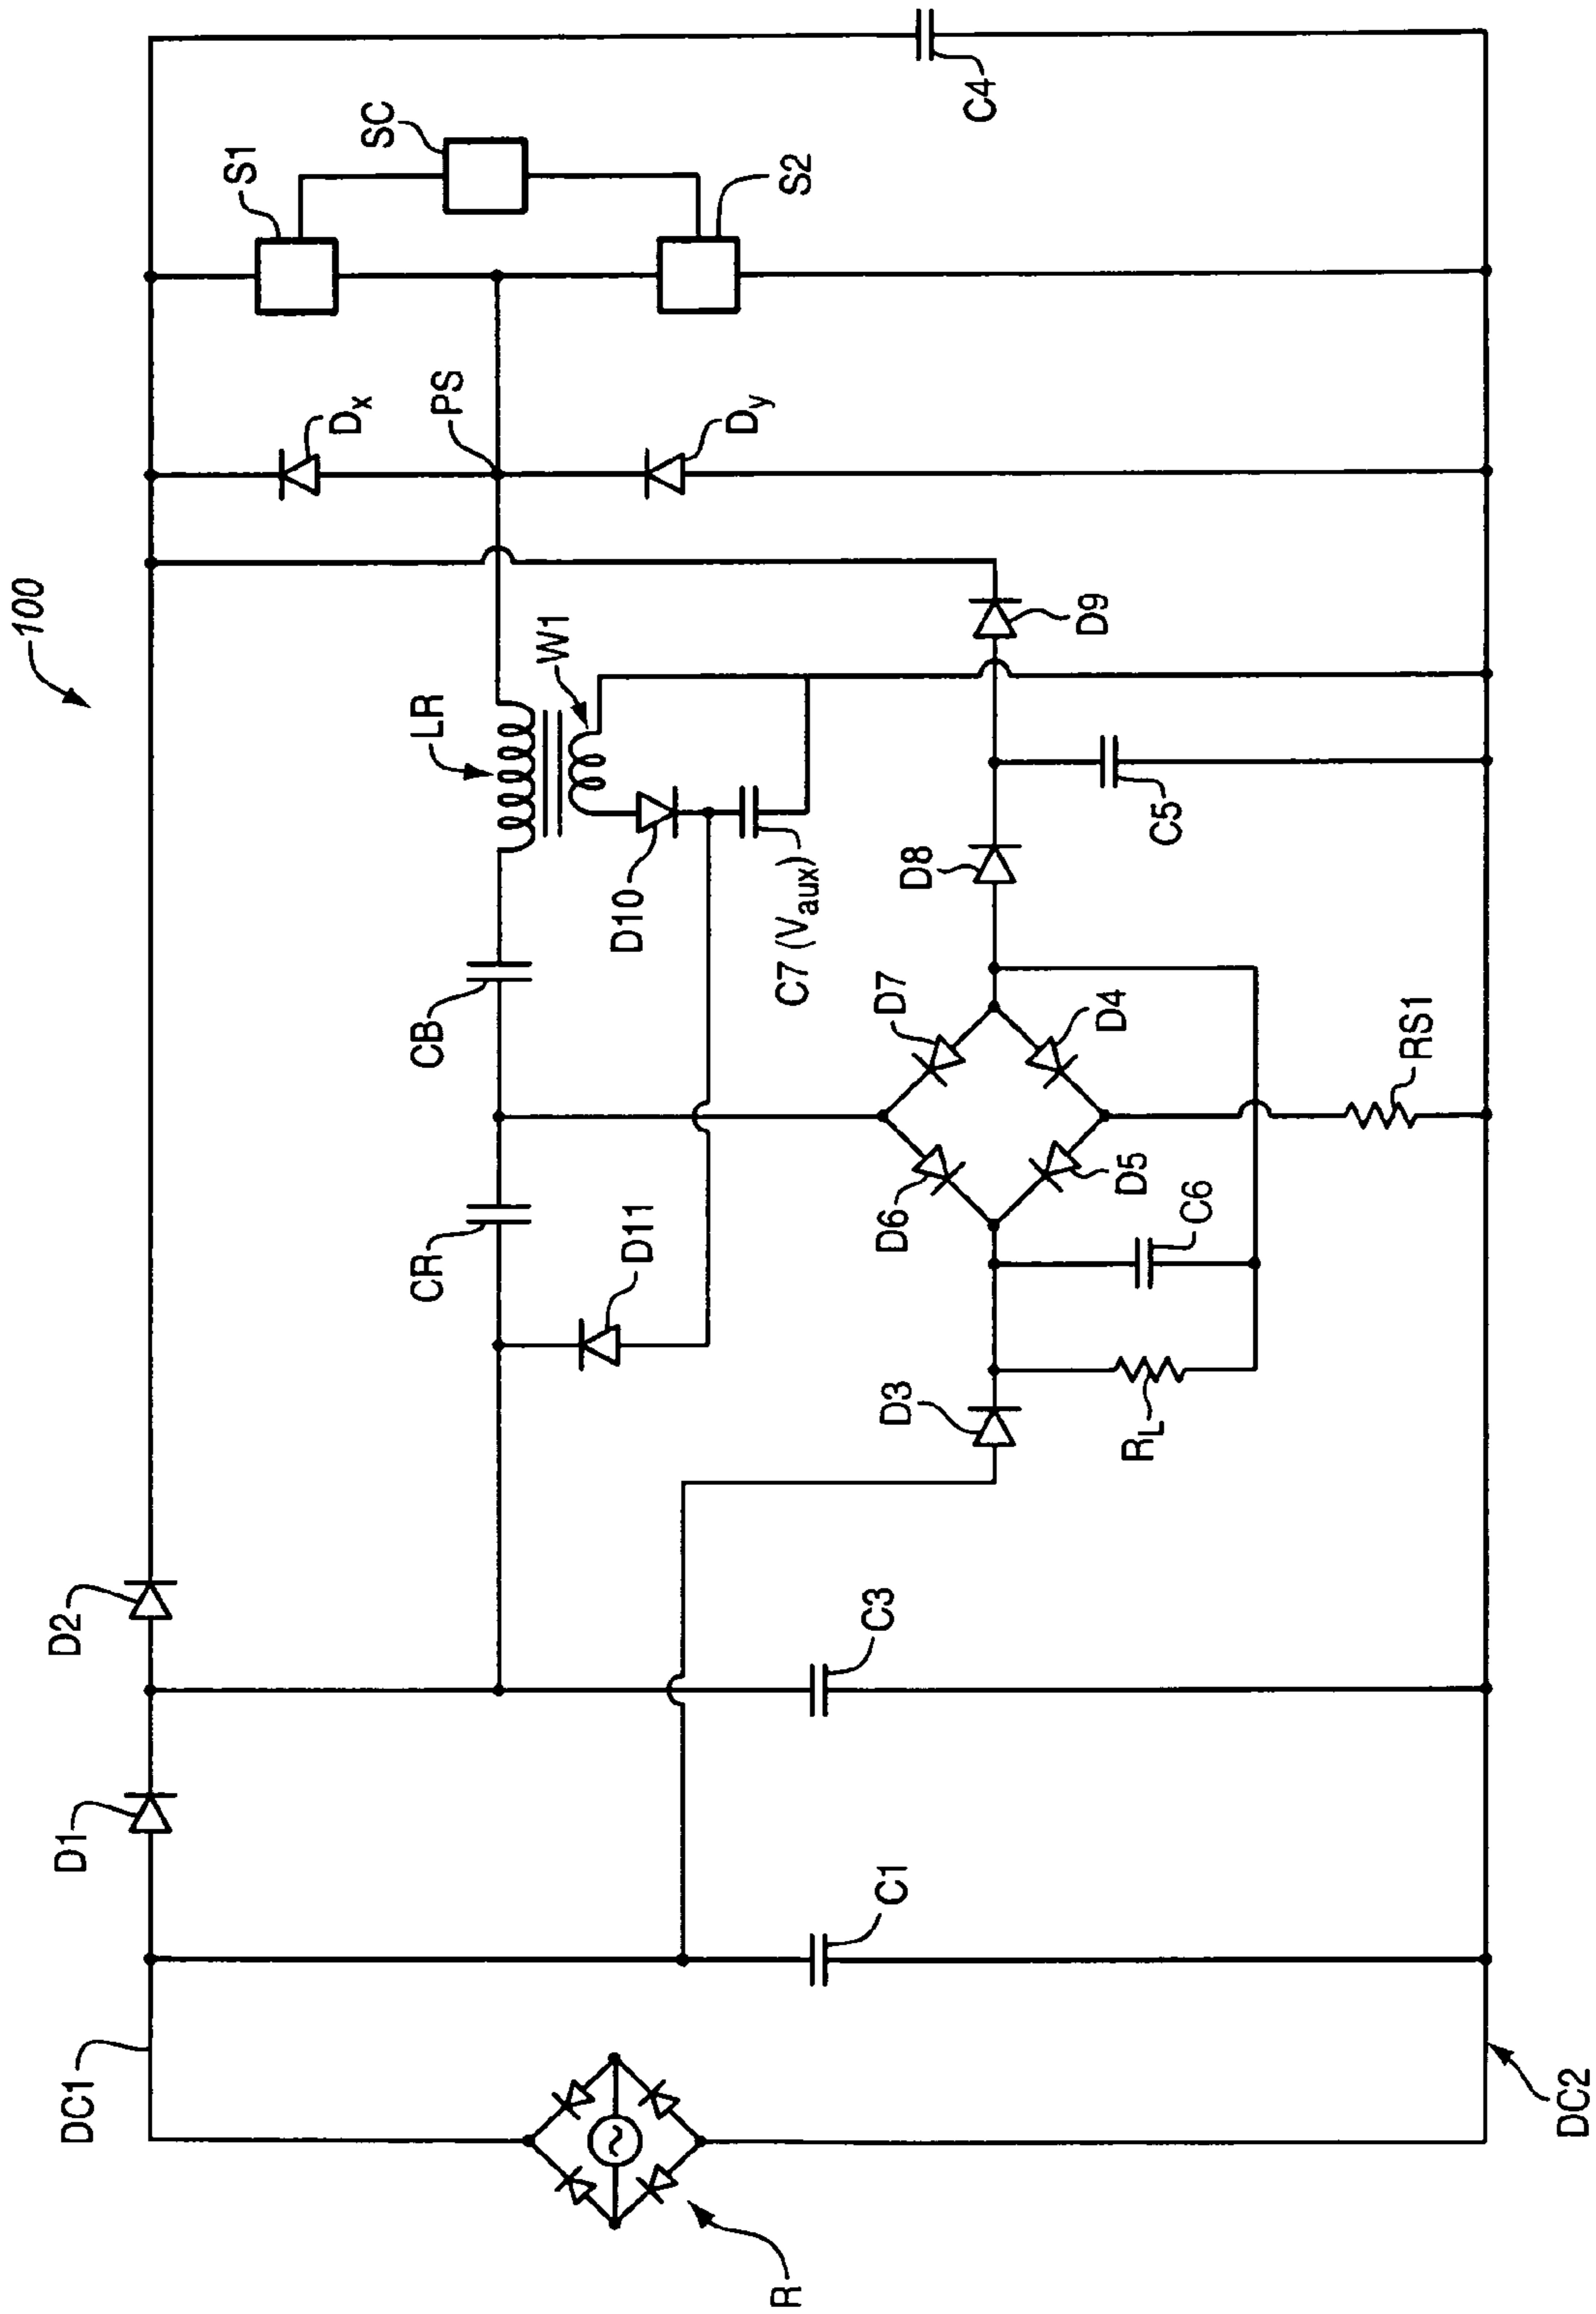 100
DC1
D1
D2
S1
SC
C4
S2
Dx
PS
Dy
LR
W1
D9
CB
D10
C7 (Vaux)
D8
C5
CR
D11
D7
D4
D6
D5
C6
RS1
D3
RL
C3
C1
R
DC2